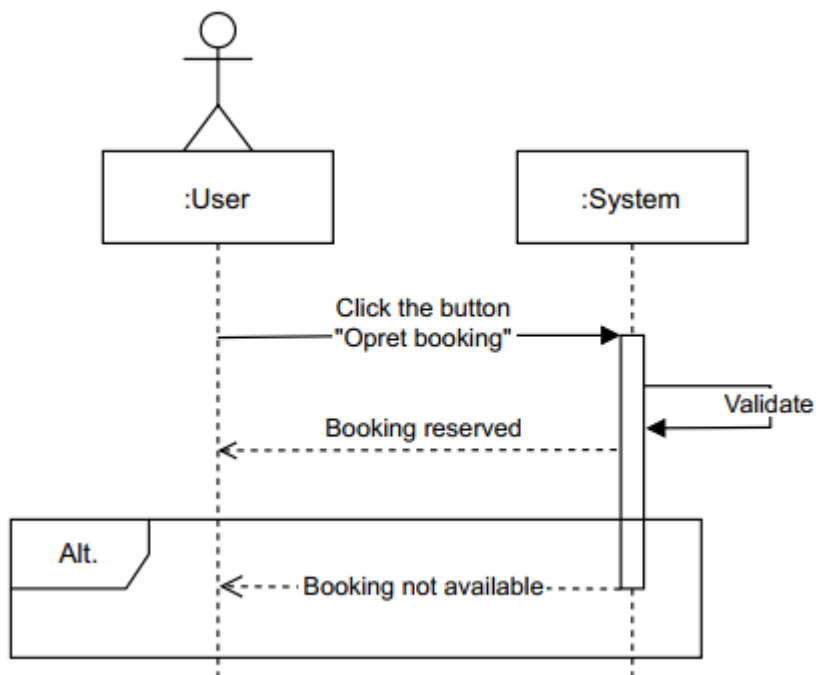 :User
:System
Click the button
"Opret booking"
Validate
Booking reserved
Alt.
Booking not available